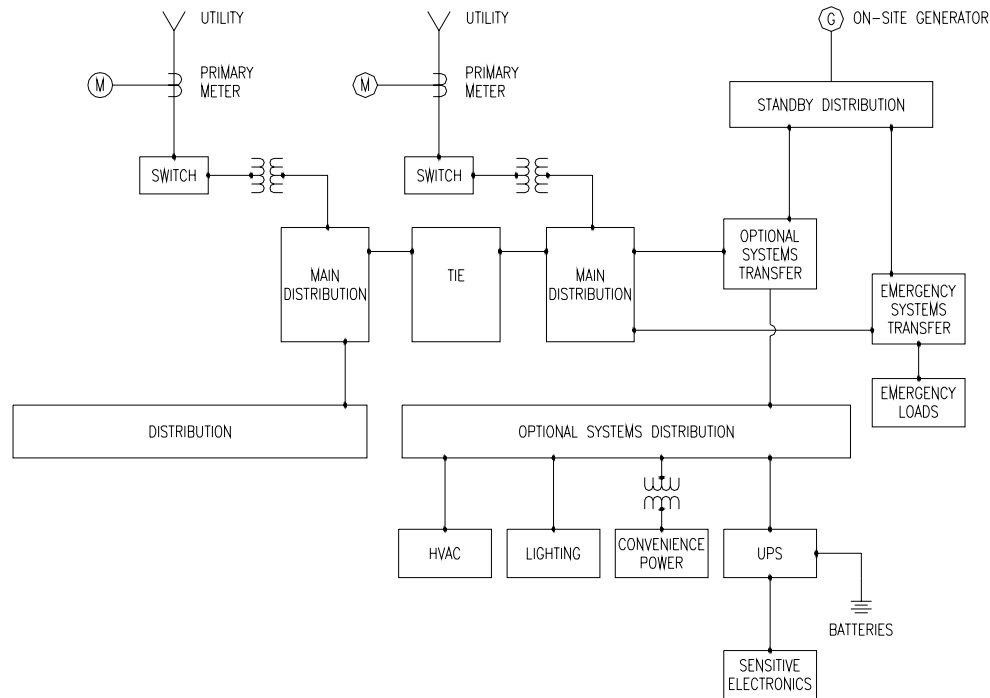 UTILITY
UTILITY
G
ON-SITE GENERATOR
M
PRIMARY
METER
M
PRIMARY
METER
STANDBY DISTRIBUTION
SWITCH
SWITCH
MAIN
DISTRIBUTION
TIE
MAIN
DISTRIBUTION
OPTIONAL
SYSTEMS
TRANSFER
EMERGENCY
SYSTEMS
TRANSFER
EMERGENCY
LOADS
DISTRIBUTION
OPTIONAL SYSTEMS DISTRIBUTION
HVAC
LIGHTING
CONVENIENCE
POWER
UPS
BATTERIES
SENSITIVE
ELECTRONICS